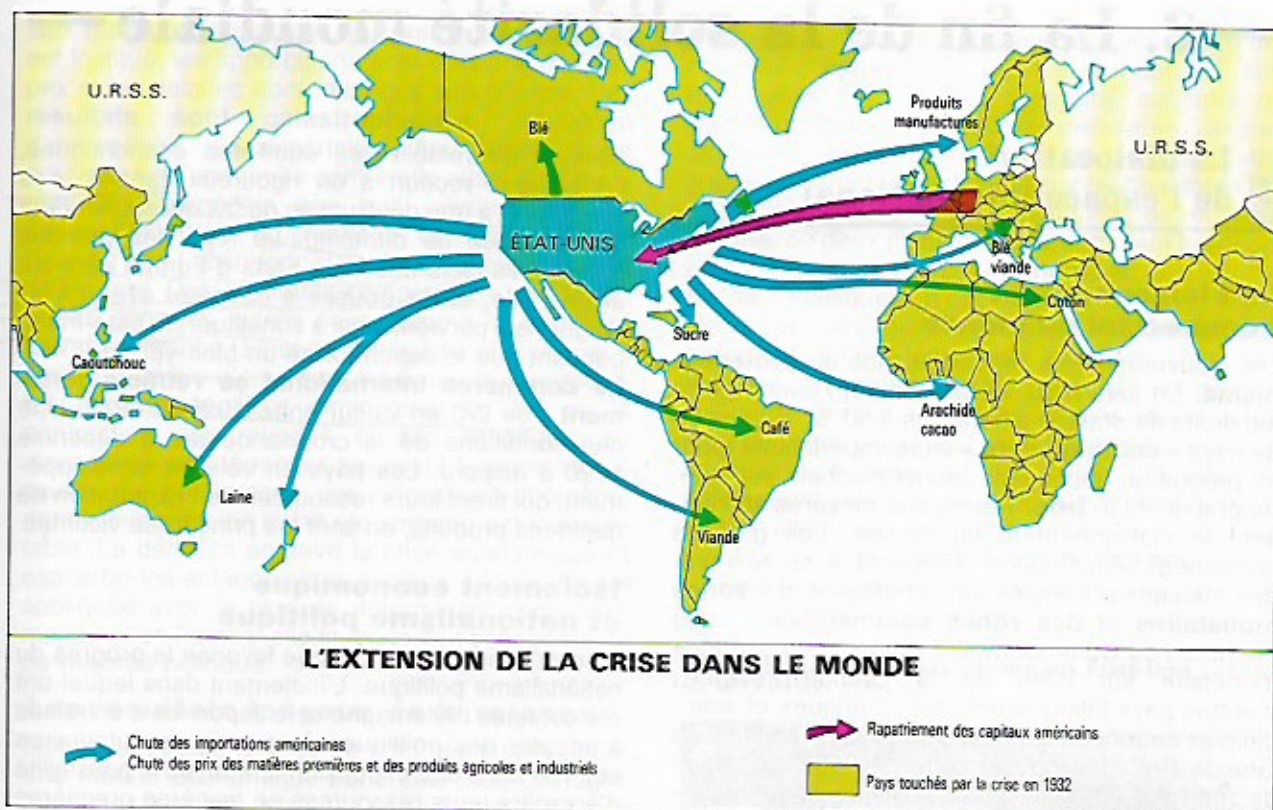 U.R.S.S.
Blé
Produits
manufactures
U.R.S.S.
ÉTAT-UNIS
Blé
viande
Coton
Sucre
Caoutchouc
Arachide
cacao
Café
Laine
Viande
L'EXTENSION DE LA CRISE DANS LE MONDE
Chute des importations américaines
Chute des prix des matières premières et des produits agricoles et industriels
Rapatriement des capitaux américains
Pays touchés par la crise en 1932